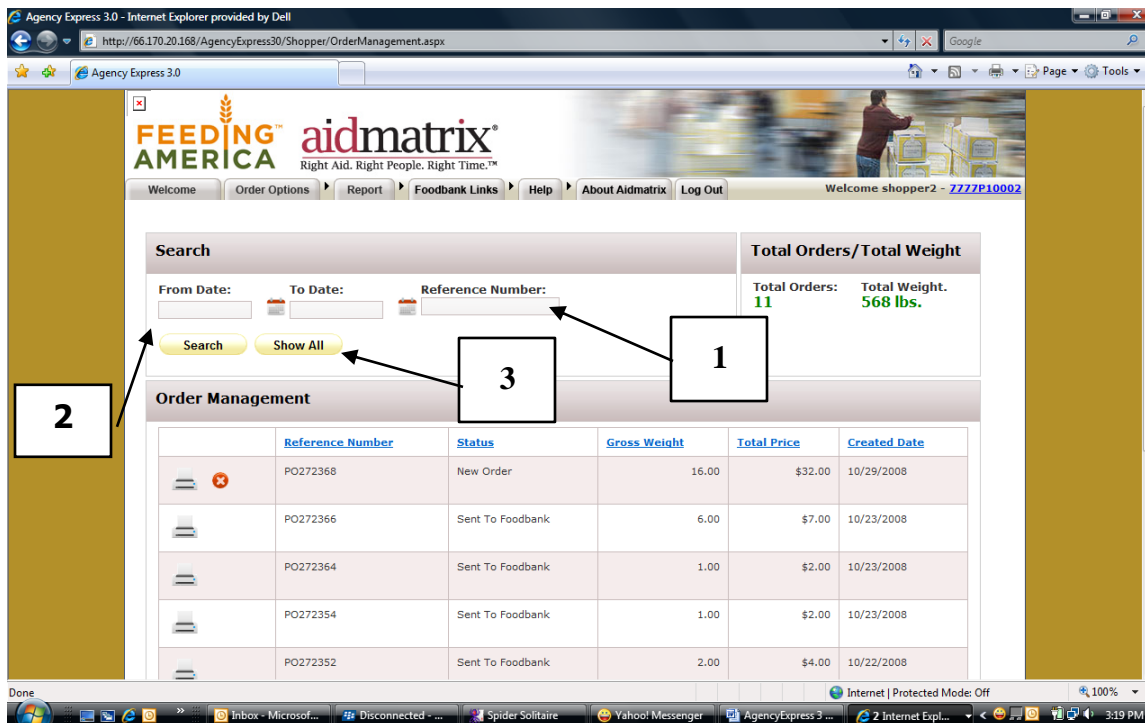 Agency Express 3.0 - Internet Explorer provided by Dell
http://66.170.20.168/AgencyExpress30/Shopper/OrderManagement.aspx
Google
Agency Express 3.0
Page Tools
FEEDING™ AMERICA
aidmatrix®
Right Aid. Right People. Right Time.™
Welcome Order Options Report Foodbank Links Help About Aidmatrix Log Out Welcome shopper2 - 7777P10002
Search Total Orders/Total Weight
From Date: To Date: Reference Number: Total Orders: Total Weight.
11 568 lbs.
Search Show All
1
3
2
Order Management
Reference Number Status Gross Weight Total Price Created Date
PO272368 New Order 16.00 $32.00 10/29/2008
PO272366 Sent To Foodbank 6.00 $7.00 10/23/2008
PO272364 Sent To Foodbank 1.00 $2.00 10/23/2008
PO272354 Sent To Foodbank 1.00 $2.00 10/23/2008
PO272352 Sent To Foodbank 2.00 $4.00 10/22/2008
Done Internet | Protected Mode: Off 100%
Inbox - Microsof... Disconnected - ... Spider Solitaire Yahoo! Messenger AgencyExpress 3 ... 2 Internet Expl... 3:19 PM